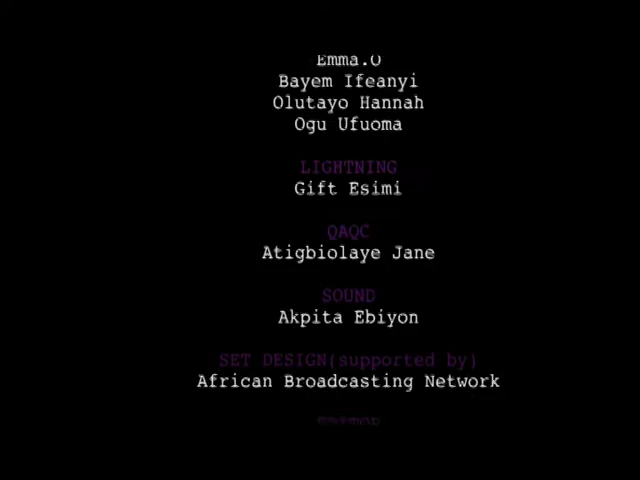 Emma.O
Bayem Ifeanyi
Olutayo Hannah
Ogu Ufuoma
LIGHTNING
Gift Esimi
QAQC
Atigbiolaye Jane
SOUND
Akpita Ebiyon
SET DESIGN(supported by)
African Broadcasting Network